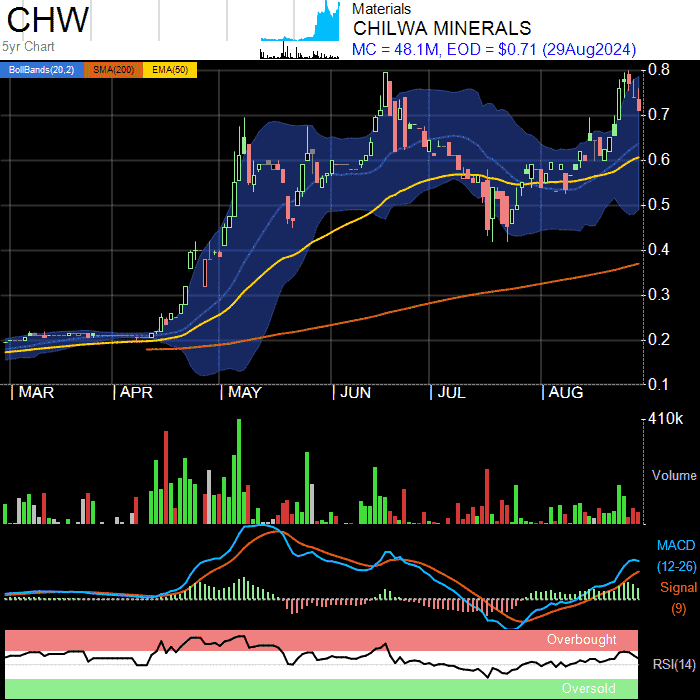 CHW
5yr Chart
Materials
CHILWA MINERALS
MC = 48.1M, EOD = $0.71 (29Aug2024)
BollBands(20,2) SMA(200) EMA(50)
0.8
0.7
0.6
0.5
0.4
0.3
0.2
0.1
MAR APR MAY JUN JUL AUG
410k
Volume
MACD
(12-26)
Signal
(9)
Overbought
RSI(14)
Oversold